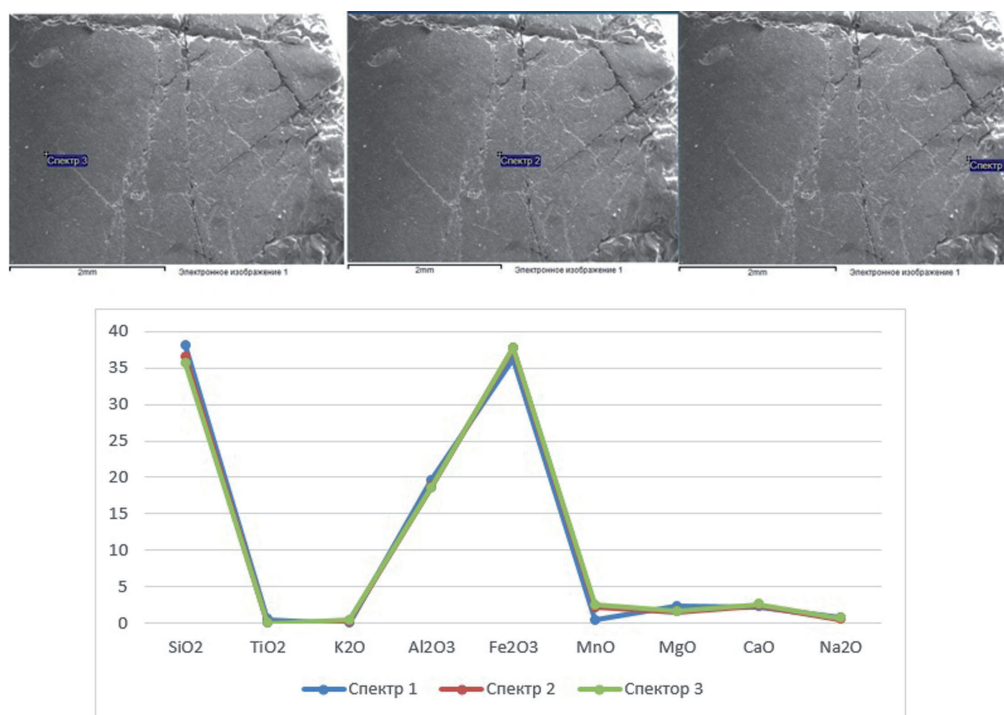 Спектр 3
Спектр 2
Спектр
2mm Электронное изображение 1
2mm Электронное изображение 1
2mm Электронное изображение 1
40
35
30
25
20
15
10
5
0
SiO2 TiO2 K2O Al2O3 Fe2O3 MnO MgO CaO Na2O
Спектр 1 Спектр 2 Спектор 3